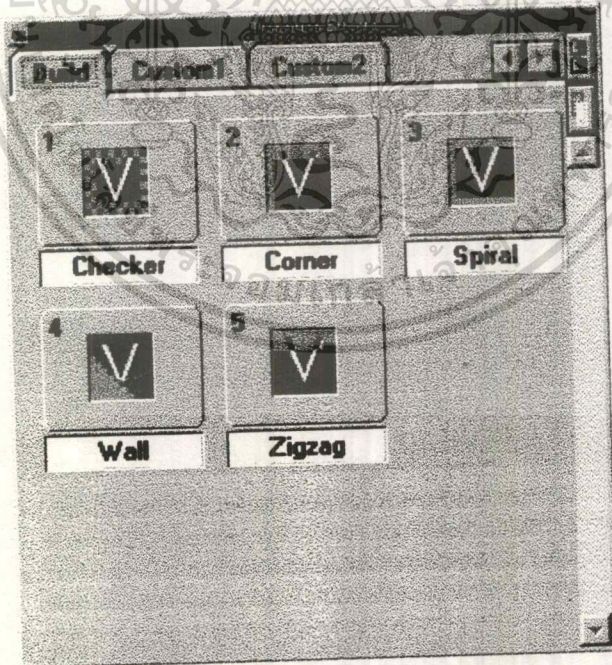 Build Custom1 Custom2
1 2 3
V V V
Checker Corner Spiral
4 5
V V
Wall Zigzag